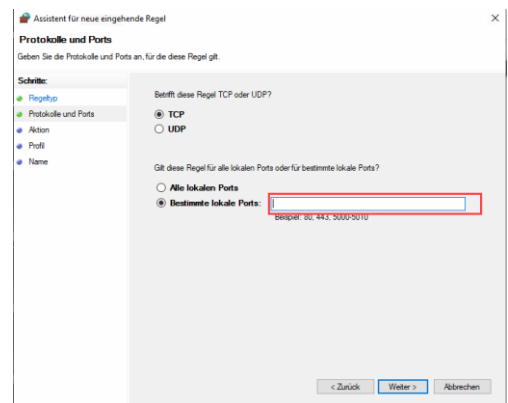 Assistent für neue eingehende Regel
Protokolle und Ports
Geben Sie die Protokolle und Ports an, für die diese Regel gilt.
Schritte:
Regeltyp
Protokolle und Ports
Aktion
Profil
Name
Betrifft diese Regel TCP oder UDP?
TCP
UDP
Gilt diese Regel für alle lokalen Ports oder für bestimmte lokale Ports?
Alle lokalen Ports
Bestimmte lokale Ports:
Beispiel: 80, 443, 5000-5010
< Zurück
Weiter >
Abbrechen